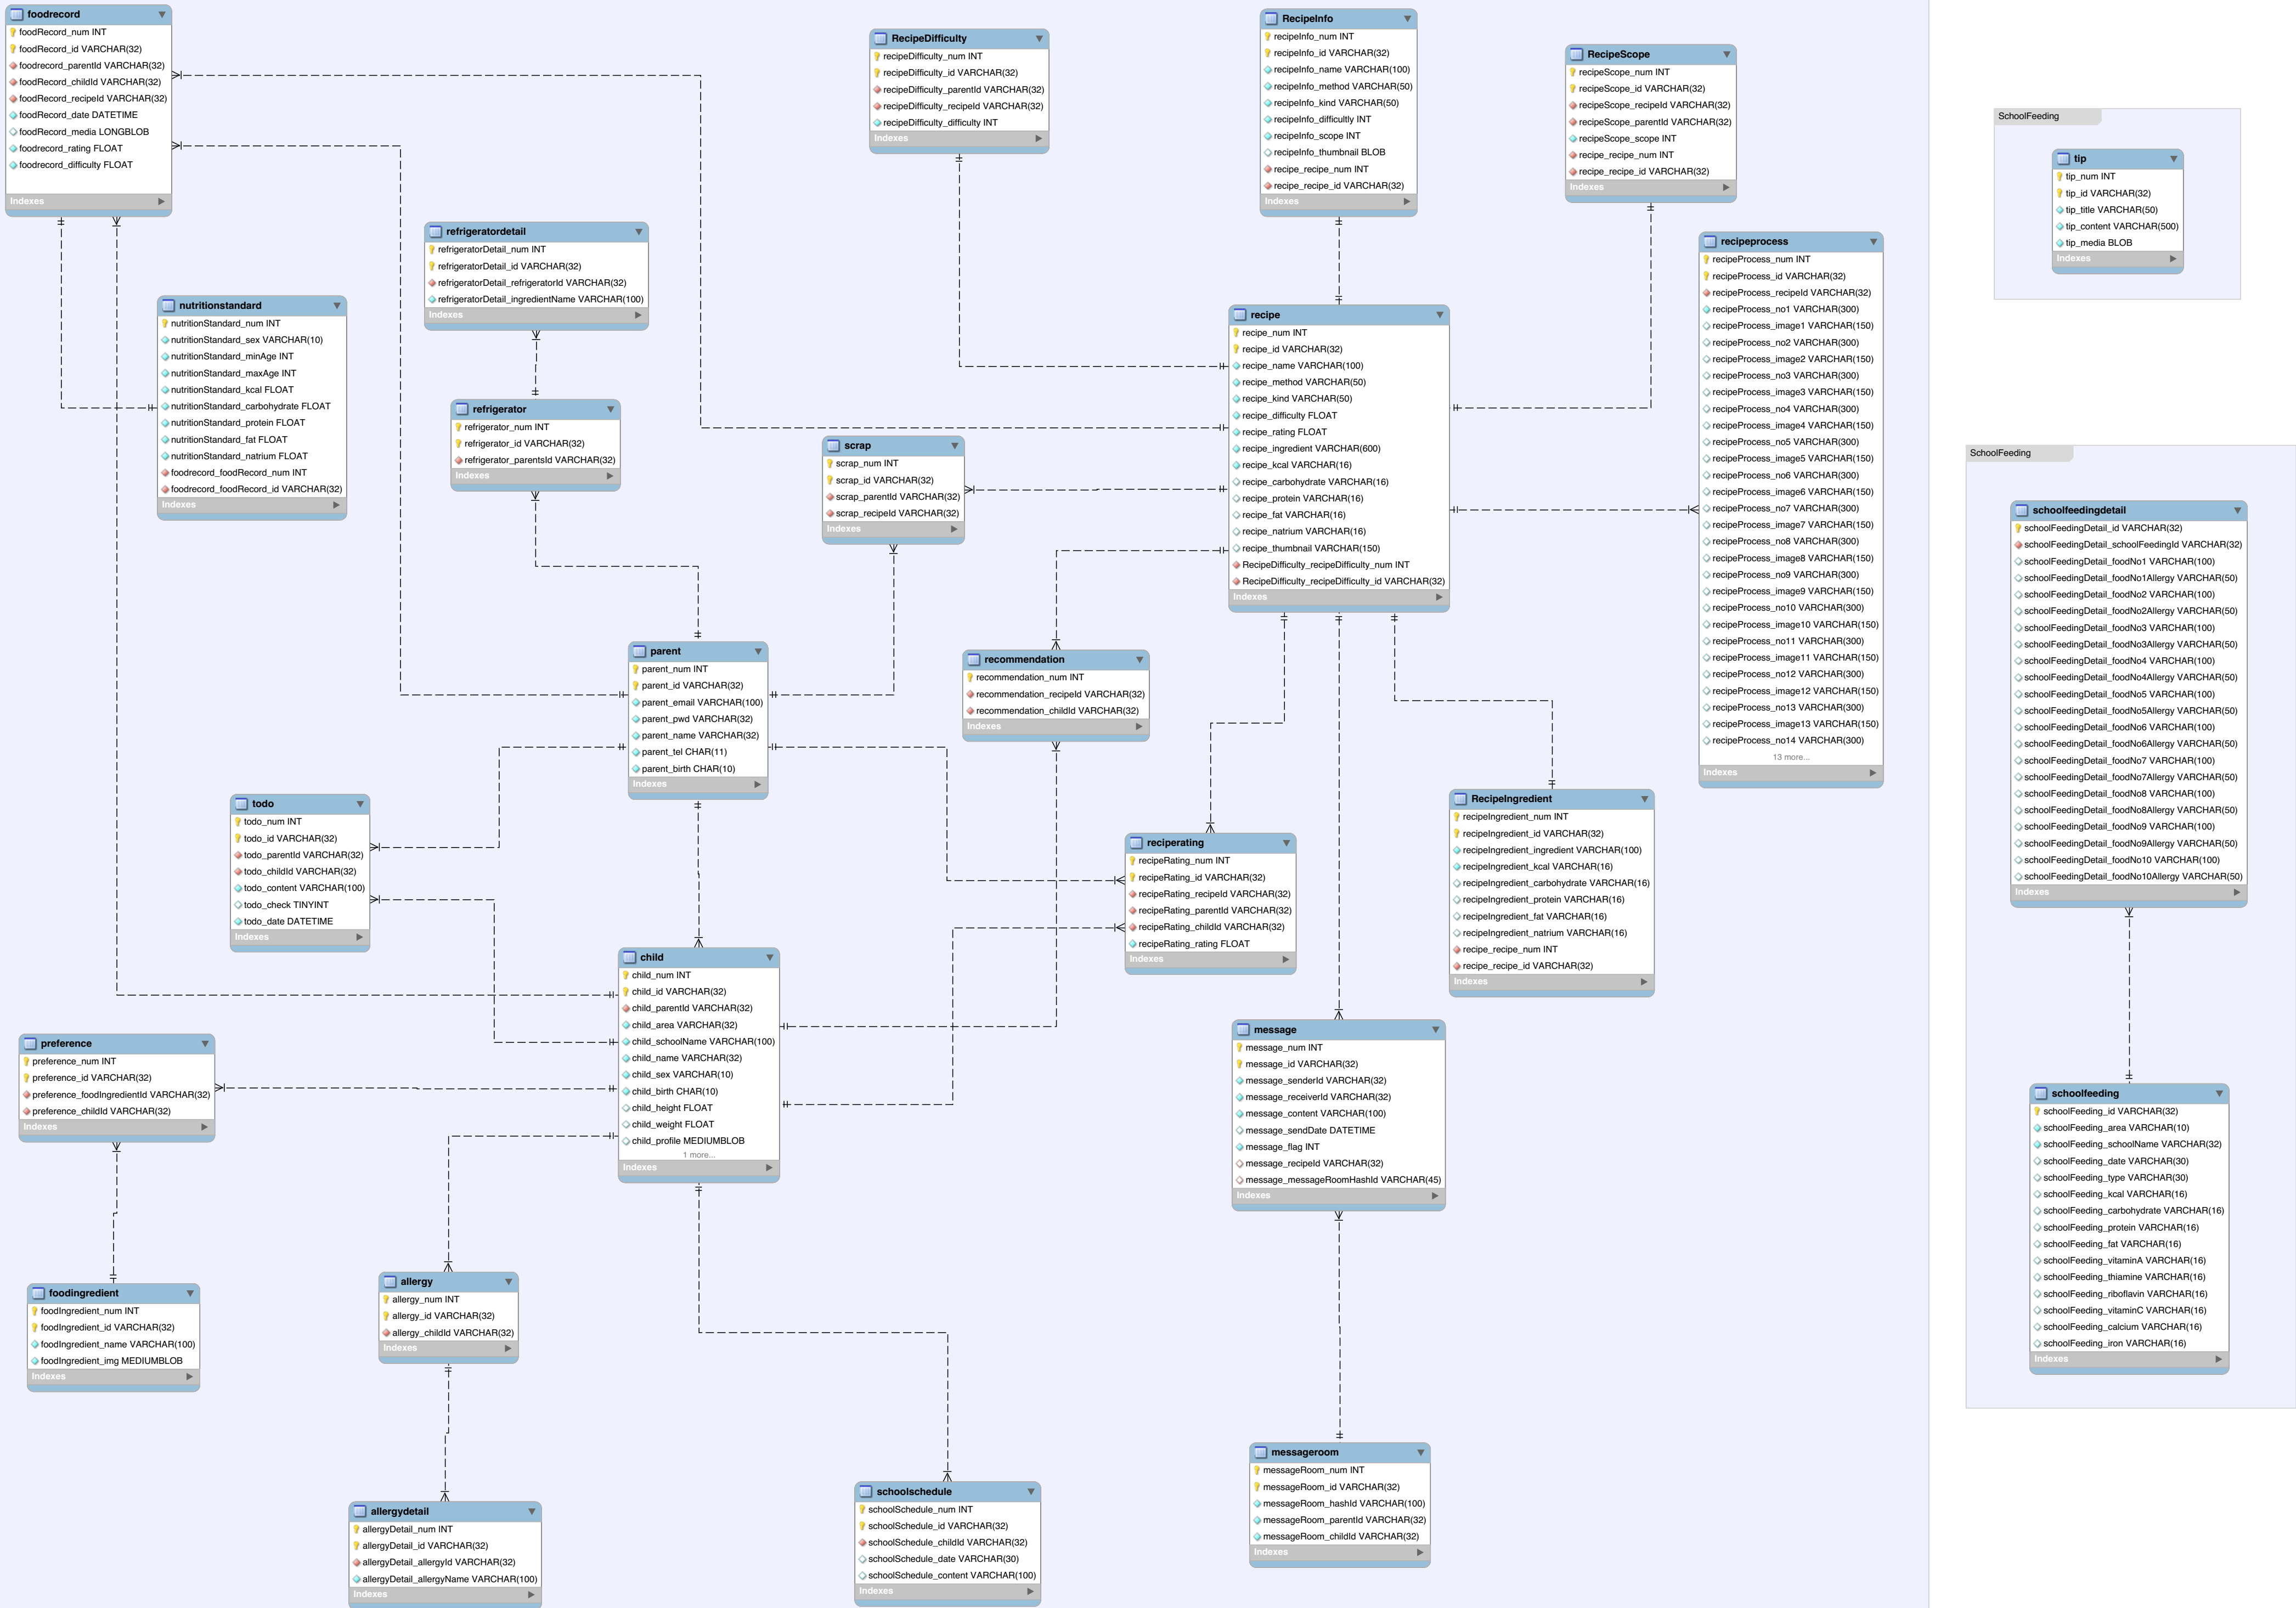 foodrecord
foodRecord_num INT
foodRecord_id VARCHAR(32)
foodrecord_parentId VARCHAR(32)
foodRecord_childId VARCHAR(32)
foodRecord_recipeId VARCHAR(32)
foodRecord_date DATETIME
foodRecord_media LONGBLOB
foodrecord_rating FLOAT
foodrecord_difficulty FLOAT
Indexes
RecipeDifficulty
recipeDifficulty_num INT
recipeDifficulty_id VARCHAR(32)
recipeDifficulty_parentId VARCHAR(32)
recipeDifficulty_recipeId VARCHAR(32)
recipeDifficulty_difficulty INT
Indexes
RecipeInfo
recipeInfo_num INT
recipeInfo_id VARCHAR(32)
recipeInfo_name VARCHAR(100)
recipeInfo_method VARCHAR(50)
recipeInfo_kind VARCHAR(50)
recipeInfo_difficultly INT
recipeInfo_scope INT
recipeInfo_thumbnail BLOB
recipe_recipe_num INT
recipe_recipe_id VARCHAR(32)
Indexes
RecipeScope
recipeScope_num INT
recipeScope_id VARCHAR(32)
recipeScope_recipeId VARCHAR(32)
recipeScope_parentId VARCHAR(32)
recipeScope_scope INT
recipe_recipe_num INT
recipe_recipe_id VARCHAR(32)
Indexes
SchoolFeeding
tip
tip_num INT
tip_id VARCHAR(32)
tip_title VARCHAR(50)
tip_content VARCHAR(500)
tip_media BLOB
Indexes
refrigeratordetail
refrigeratorDetail_num INT
refrigeratorDetail_id VARCHAR(32)
refrigeratorDetail_refrigeratorId VARCHAR(32)
refrigeratorDetail_ingredientName VARCHAR(100)
Indexes
nutritionstandard
nutritionStandard_num INT
nutritionStandard_sex VARCHAR(10)
nutritionStandard_minAge INT
nutritionStandard_maxAge INT
nutritionStandard_kcal FLOAT
nutritionStandard_carbohydrate FLOAT
nutritionStandard_protein FLOAT
nutritionStandard_fat FLOAT
nutritionStandard_natrium FLOAT
foodrecord_foodRecord_num INT
foodrecord_foodRecord_id VARCHAR(32)
Indexes
refrigerator
refrigerator_num INT
refrigerator_id VARCHAR(32)
refrigerator_parentsId VARCHAR(32)
Indexes
scrap
scrap_num INT
scrap_id VARCHAR(32)
scrap_parentId VARCHAR(32)
scrap_recipeId VARCHAR(32)
Indexes
recipe
recipe_num INT
recipe_id VARCHAR(32)
recipe_name VARCHAR(100)
recipe_method VARCHAR(50)
recipe_kind VARCHAR(50)
recipe_difficulty FLOAT
recipe_rating FLOAT
recipe_ingredient VARCHAR(600)
recipe_kcal VARCHAR(16)
recipe_carbohydrate VARCHAR(16)
recipe_protein VARCHAR(16)
recipe_fat VARCHAR(16)
recipe_natrium VARCHAR(16)
recipe_thumbnail VARCHAR(150)
RecipeDifficulty_recipeDifficulty_num INT
RecipeDifficulty_recipeDifficulty_id VARCHAR(32)
Indexes
recipeprocess
recipeProcess_num INT
recipeProcess_id VARCHAR(32)
recipeProcess_recipeId VARCHAR(32)
recipeProcess_no1 VARCHAR(300)
recipeProcess_image1 VARCHAR(150)
recipeProcess_no2 VARCHAR(300)
recipeProcess_image2 VARCHAR(150)
recipeProcess_no3 VARCHAR(300)
recipeProcess_image3 VARCHAR(150)
recipeProcess_no4 VARCHAR(300)
recipeProcess_image4 VARCHAR(150)
recipeProcess_no5 VARCHAR(300)
recipeProcess_image5 VARCHAR(150)
recipeProcess_no6 VARCHAR(300)
recipeProcess_image6 VARCHAR(150)
recipeProcess_no7 VARCHAR(300)
recipeProcess_image7 VARCHAR(150)
recipeProcess_no8 VARCHAR(300)
recipeProcess_image8 VARCHAR(150)
recipeProcess_no9 VARCHAR(300)
recipeProcess_image9 VARCHAR(150)
recipeProcess_no10 VARCHAR(300)
recipeProcess_image10 VARCHAR(150)
recipeProcess_no11 VARCHAR(300)
recipeProcess_image11 VARCHAR(150)
recipeProcess_no12 VARCHAR(300)
recipeProcess_image12 VARCHAR(150)
recipeProcess_no13 VARCHAR(300)
recipeProcess_image13 VARCHAR(150)
recipeProcess_no14 VARCHAR(300)
13 more...
Indexes
SchoolFeeding
schoolfeedingdetail
schoolFeedingDetail_id VARCHAR(32)
schoolFeedingDetail_schoolFeedingId VARCHAR(32)
schoolFeedingDetail_foodNo1 VARCHAR(100)
schoolFeedingDetail_foodNo1Allergy VARCHAR(50)
schoolFeedingDetail_foodNo2 VARCHAR(100)
schoolFeedingDetail_foodNo2Allergy VARCHAR(50)
schoolFeedingDetail_foodNo3 VARCHAR(100)
schoolFeedingDetail_foodNo3Allergy VARCHAR(50)
schoolFeedingDetail_foodNo4 VARCHAR(100)
schoolFeedingDetail_foodNo4Allergy VARCHAR(50)
schoolFeedingDetail_foodNo5 VARCHAR(100)
schoolFeedingDetail_foodNo5Allergy VARCHAR(50)
schoolFeedingDetail_foodNo6 VARCHAR(100)
schoolFeedingDetail_foodNo6Allergy VARCHAR(50)
schoolFeedingDetail_foodNo7 VARCHAR(100)
schoolFeedingDetail_foodNo7Allergy VARCHAR(50)
schoolFeedingDetail_foodNo8 VARCHAR(100)
schoolFeedingDetail_foodNo8Allergy VARCHAR(50)
schoolFeedingDetail_foodNo9 VARCHAR(100)
schoolFeedingDetail_foodNo9Allergy VARCHAR(50)
schoolFeedingDetail_foodNo10 VARCHAR(100)
schoolFeedingDetail_foodNo10Allergy VARCHAR(50)
Indexes
parent
parent_num INT
parent_id VARCHAR(32)
parent_email VARCHAR(100)
parent_pwd VARCHAR(32)
parent_name VARCHAR(32)
parent_tel CHAR(11)
parent_birth CHAR(10)
Indexes
recommendation
recommendation_num INT
recommendation_recipeId VARCHAR(32)
recommendation_childId VARCHAR(32)
Indexes
todo
todo_num INT
todo_id VARCHAR(32)
todo_parentId VARCHAR(32)
todo_childId VARCHAR(32)
todo_content VARCHAR(100)
todo_check TINYINT
todo_date DATETIME
Indexes
reciperating
recipeRating_num INT
recipeRating_id VARCHAR(32)
recipeRating_recipeId VARCHAR(32)
recipeRating_parentId VARCHAR(32)
recipeRating_childId VARCHAR(32)
recipeRating_rating FLOAT
Indexes
RecipeIngredient
recipeIngredient_num INT
recipeIngredient_id VARCHAR(32)
recipeIngredient_ingredient VARCHAR(100)
recipeIngredient_kcal VARCHAR(16)
recipeIngredient_carbohydrate VARCHAR(16)
recipeIngredient_protein VARCHAR(16)
recipeIngredient_fat VARCHAR(16)
recipeIngredient_natrium VARCHAR(16)
recipe_recipe_num INT
recipe_recipe_id VARCHAR(32)
Indexes
child
child_num INT
child_id VARCHAR(32)
child_parentId VARCHAR(32)
child_area VARCHAR(32)
child_schoolName VARCHAR(100)
child_name VARCHAR(32)
child_sex VARCHAR(10)
child_birth CHAR(10)
child_height FLOAT
child_weight FLOAT
child_profile MEDIUMBLOB
1 more...
Indexes
preference
preference_num INT
preference_id VARCHAR(32)
preference_foodIngredientId VARCHAR(32)
preference_childId VARCHAR(32)
Indexes
message
message_num INT
message_id VARCHAR(32)
message_senderId VARCHAR(32)
message_receiverId VARCHAR(32)
message_content VARCHAR(100)
message_sendDate DATETIME
message_flag INT
message_recipeId VARCHAR(32)
message_messageRoomHashId VARCHAR(45)
Indexes
schoolfeeding
schoolFeeding_id VARCHAR(32)
schoolFeeding_area VARCHAR(10)
schoolFeeding_schoolName VARCHAR(32)
schoolFeeding_date VARCHAR(30)
schoolFeeding_type VARCHAR(30)
schoolFeeding_kcal VARCHAR(16)
schoolFeeding_carbohydrate VARCHAR(16)
schoolFeeding_protein VARCHAR(16)
schoolFeeding_fat VARCHAR(16)
schoolFeeding_vitaminA VARCHAR(16)
schoolFeeding_thiamine VARCHAR(16)
schoolFeeding_riboflavin VARCHAR(16)
schoolFeeding_vitaminC VARCHAR(16)
schoolFeeding_calcium VARCHAR(16)
schoolFeeding_iron VARCHAR(16)
Indexes
foodingredient
foodIngredient_num INT
foodIngredient_id VARCHAR(32)
foodIngredient_name VARCHAR(100)
foodIngredient_img MEDIUMBLOB
Indexes
allergy
allergy_num INT
allergy_id VARCHAR(32)
allergy_childId VARCHAR(32)
Indexes
allergydetail
allergyDetail_num INT
allergyDetail_id VARCHAR(32)
allergyDetail_allergyId VARCHAR(32)
allergyDetail_allergyName VARCHAR(100)
Indexes
schoolschedule
schoolSchedule_num INT
schoolSchedule_id VARCHAR(32)
schoolSchedule_childId VARCHAR(32)
schoolSchedule_date VARCHAR(30)
schoolSchedule_content VARCHAR(100)
Indexes
messageroom
messageRoom_num INT
messageRoom_id VARCHAR(32)
messageRoom_hashId VARCHAR(100)
messageRoom_parentId VARCHAR(32)
messageRoom_childId VARCHAR(32)
Indexes